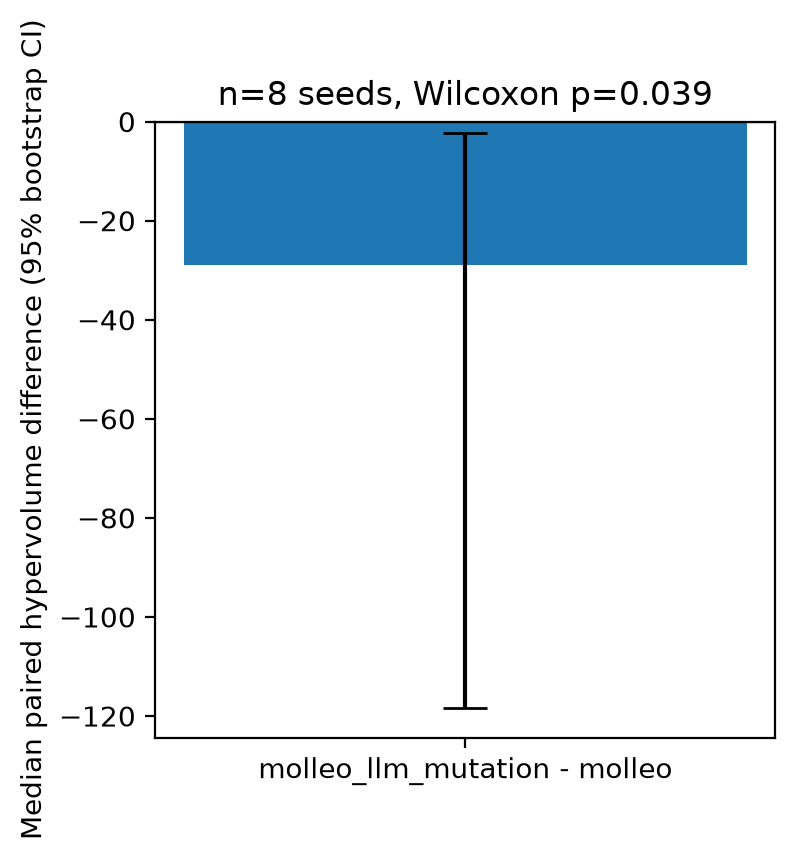 n=8 seeds, Wilcoxon p=0.039
Median paired hypervolume difference (95% bootstrap CI)
0
−20
−40
−60
−80
−100
−120
molleo_llm_mutation - molleo